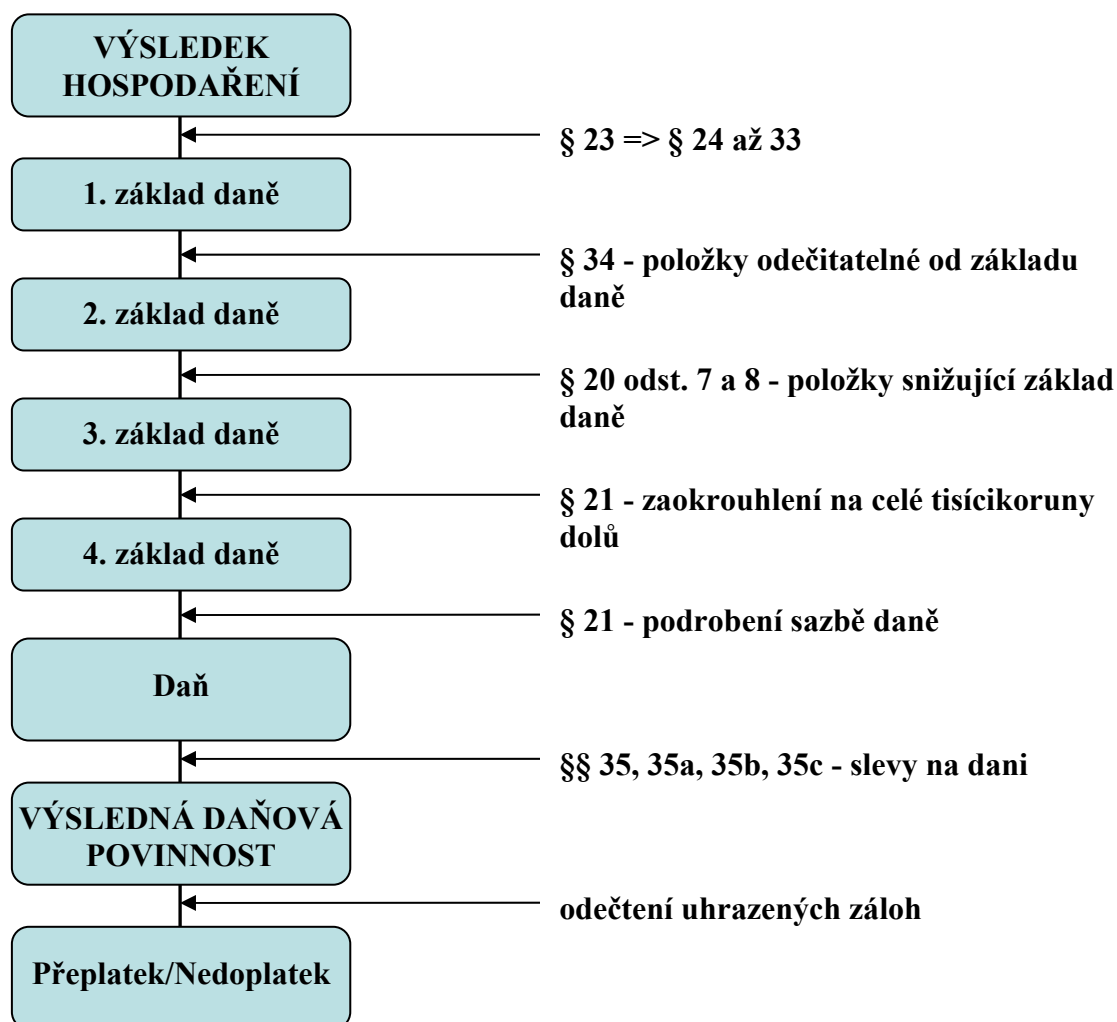 VÝSLEDEK
HOSPODAŘENÍ
§ 23 => § 24 až 33
1. základ daně
§ 34 - položky odečitatelné od základu
daně
2. základ daně
§ 20 odst. 7 a 8 - položky snižující základ
daně
3. základ daně
§ 21 - zaokrouhlení na celé tisícikoruny
dolů
4. základ daně
§ 21 - podrobení sazbě daně
Daň
§§ 35, 35a, 35b, 35c - slevy na dani
VÝSLEDNÁ DAŇOVÁ
POVINNOST
odečtení uhrazených záloh
Přeplatek/Nedoplatek